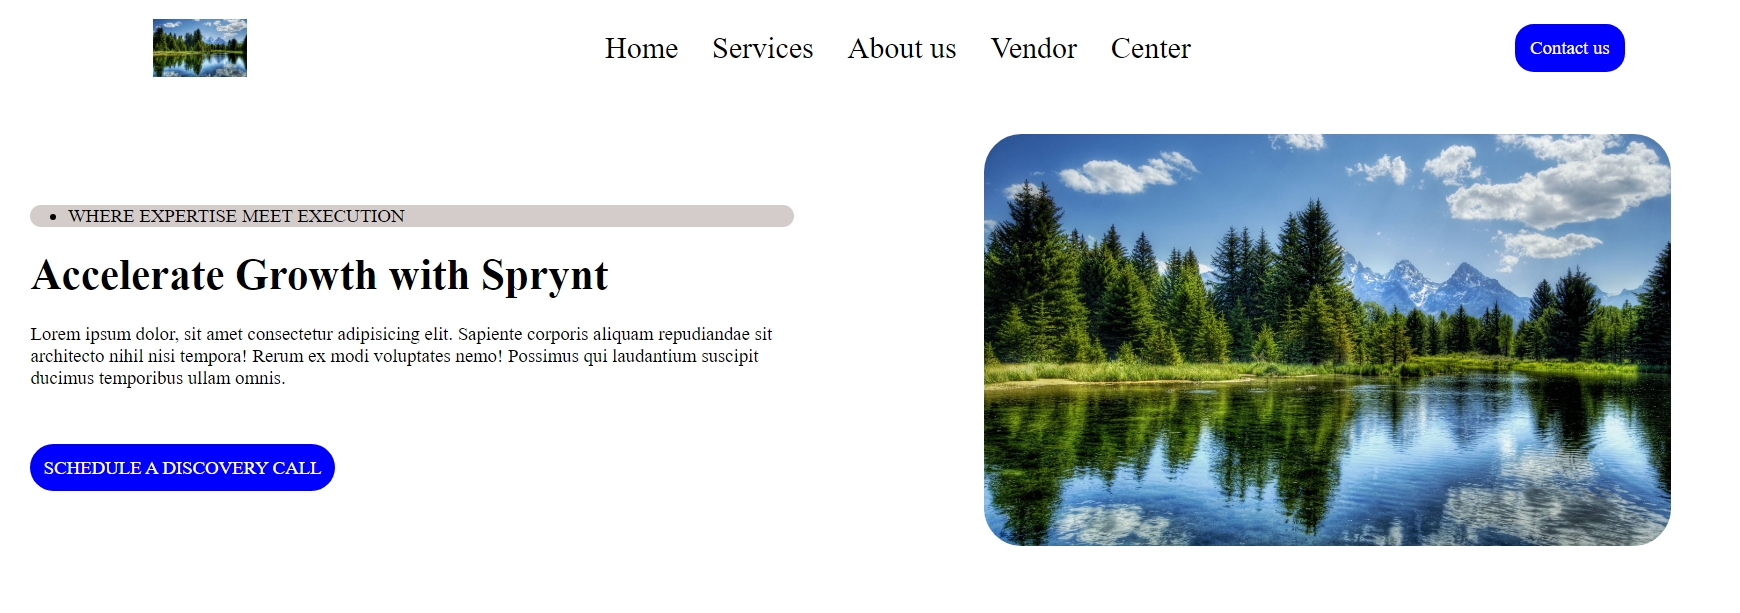 Home Services About us Vendor Center
Contact us
WHERE EXPERTISE MEET EXECUTION
Accelerate Growth with Sprynt
Lorem ipsum dolor, sit amet consectetur adipisicing elit. Sapiente corporis aliquam repudiandae sit
architecto nihil nisi tempora! Rerum ex modi voluptates nemo! Possimus qui laudantium suscipit
ducimus temporibus ullam omnis.
SCHEDULE A DISCOVERY CALL